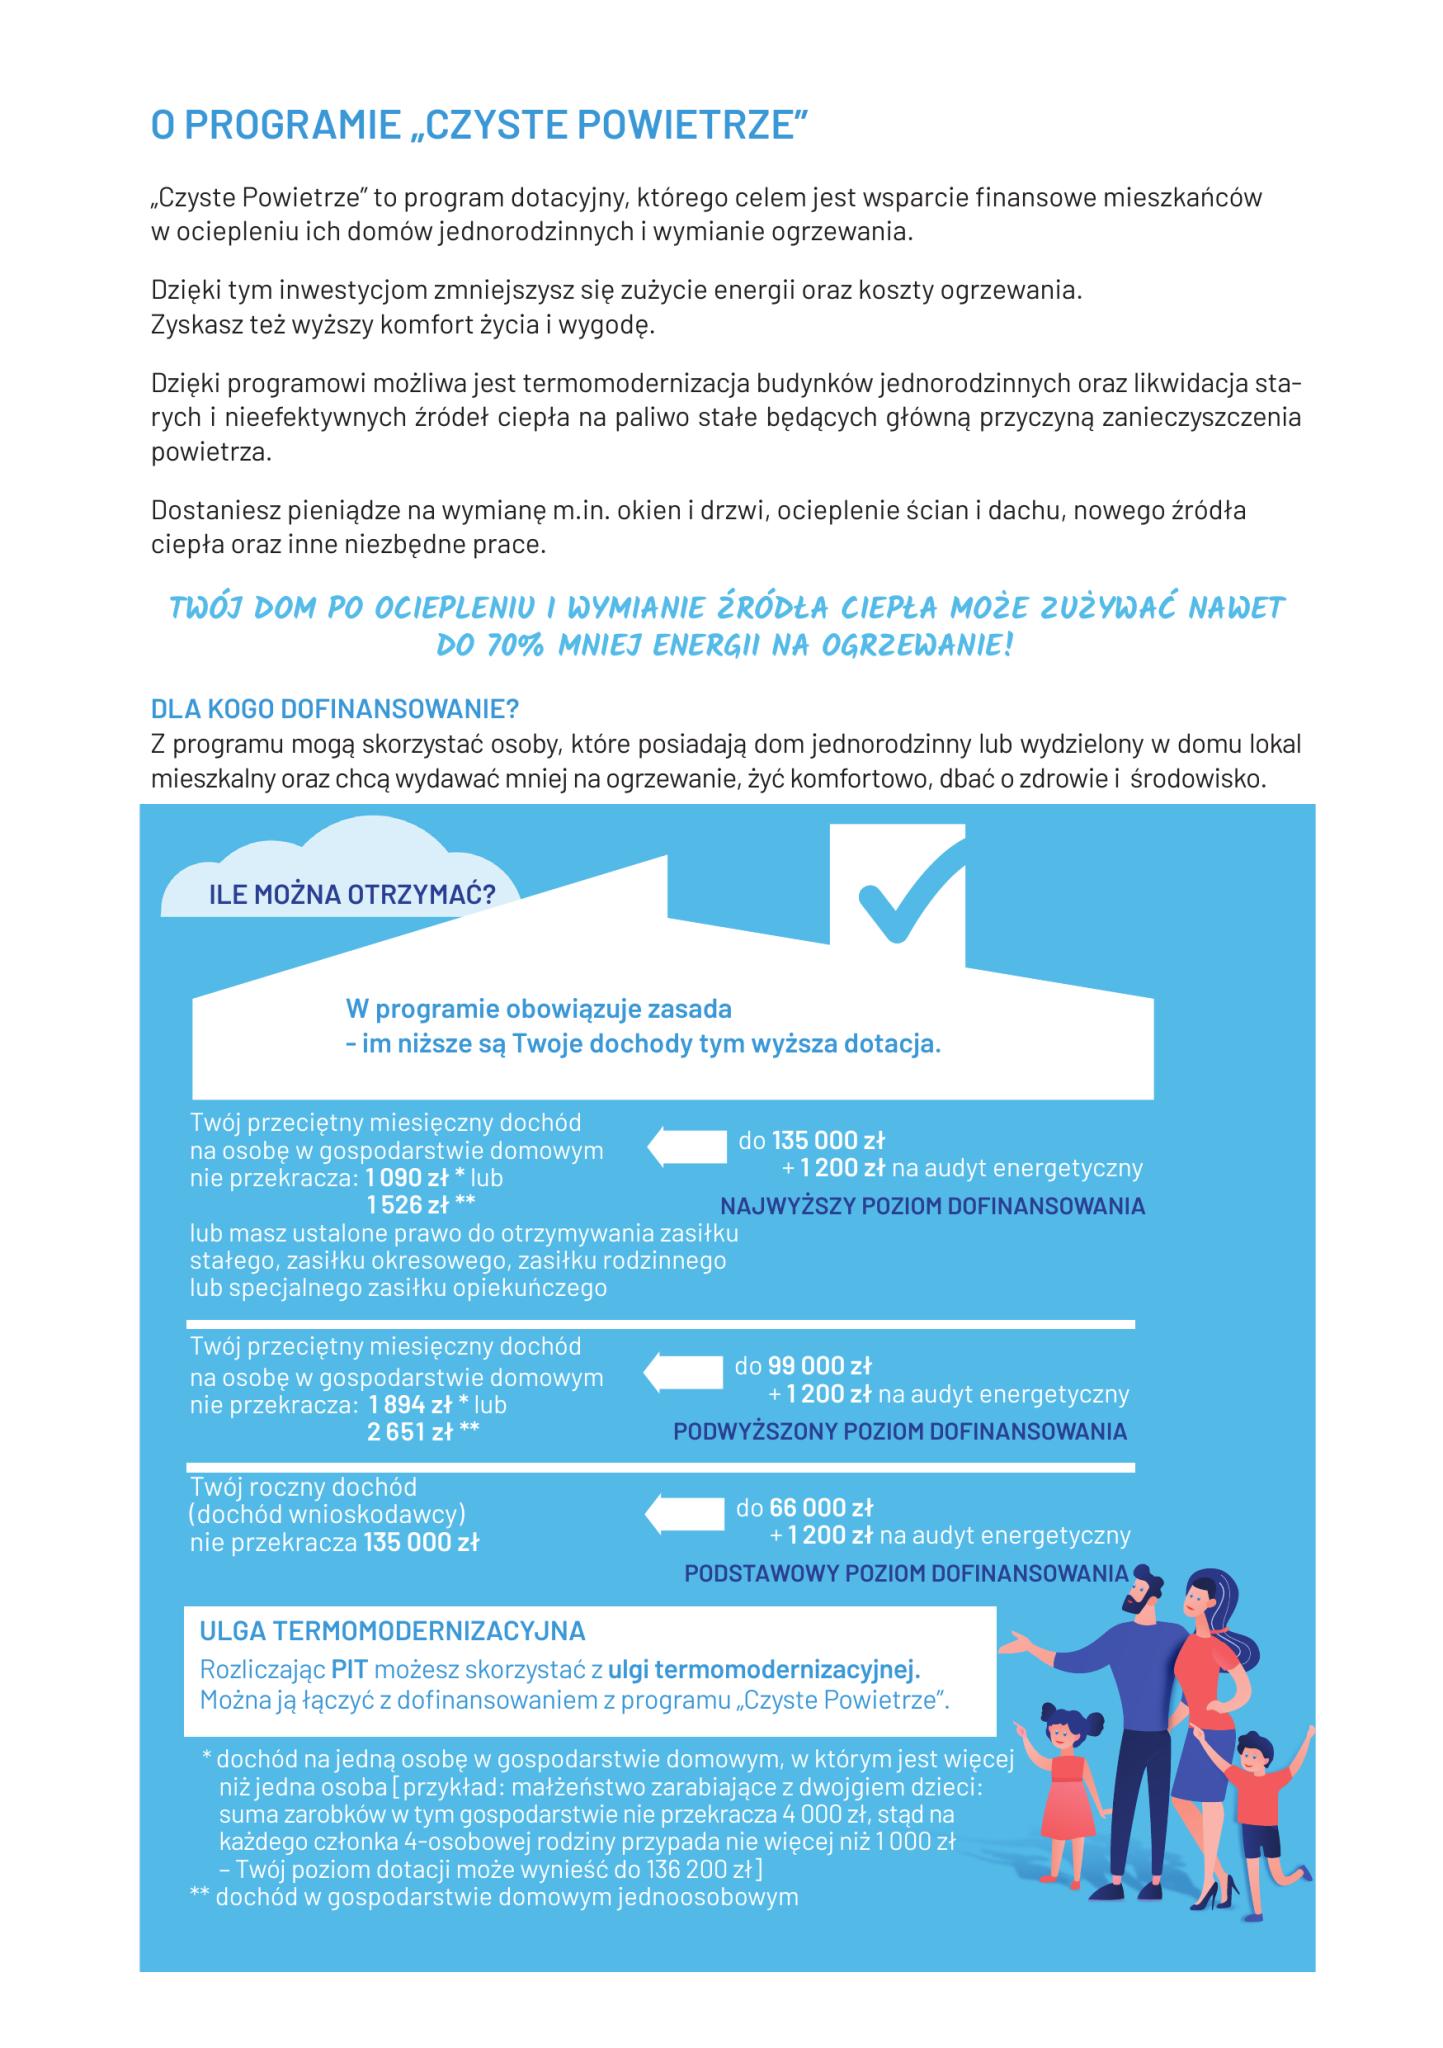 O PROGRAMIE „CZYSTE POWIETRZE”
„Czyste Powietrze” to program dotacyjny, którego celem jest wsparcie finansowe mieszkańców
w ociepleniu ich domów jednorodzinnych i wymianie ogrzewania.
Dzięki tym inwestycjom zmniejszysz się zużycie energii oraz koszty ogrzewania.
Zyskasz też wyższy komfort życia i wygodę.
Dzięki programowi możliwa jest termomodernizacja budynków jednorodzinnych oraz likwidacja sta-
rych i nieefektywnych źródeł ciepła na paliwo stałe będących główną przyczyną zanieczyszczenia
powietrza.
Dostaniesz pieniądze na wymianę m.in. okien i drzwi, ocieplenie ścian i dachu, nowego źródła
ciepła oraz inne niezbędne prace.
TWÓJ DOM PO OCIEPLENIU I WYMIANIE ŹRÓDŁA CIEPŁA MOŻE ZUŻYWAĆ NAWET
DO 70% MNIEJ ENERGII NA OGRZEWANIE!
DLA KOGO DOFINANSOWANIE?
Z programu mogą skorzystać osoby, które posiadają dom jednorodzinny lub wydzielony w domu lokal
mieszkalny oraz chcą wydawać mniej na ogrzewanie, żyć komfortowo, dbać o zdrowie i środowisko.
ILE MOŻNA OTRZYMAĆ?
W programie obowiązuje zasada
- im niższe są Twoje dochody tym wyższa dotacja.
Twój przeciętny miesięczny dochód
na osobę w gospodarstwie domowym
nie przekracza: 1 090 zł * lub
1 526 zł **
lub masz ustalone prawo do otrzymywania zasiłku
stałego, zasiłku okresowego, zasiłku rodzinnego
lub specjalnego zasiłku opiekuńczego
do 135 000 zł
+ 1 200 zł na audyt energetyczny
NAJWYŻSZY POZIOM DOFINANSOWANIA
Twój przeciętny miesięczny dochód
na osobę w gospodarstwie domowym
nie przekracza: 1 894 zł * lub
2 651 zł **
do 99 000 zł
+ 1 200 zł na audyt energetyczny
PODWYŻSZONY POZIOM DOFINANSOWANIA
Twój roczny dochód
(dochód wnioskodawcy)
nie przekracza 135 000 zł
do 66 000 zł
+ 1 200 zł na audyt energetyczny
PODSTAWOWY POZIOM DOFINANSOWANIA
ULGA TERMOMODERNIZACYJNA
Rozliczając PIT możesz skorzystać z ulgi termomodernizacyjnej.
Można ją łączyć z dofinansowaniem z programu „Czyste Powietrze”.
* dochód na jedną osobę w gospodarstwie domowym, w którym jest więcej
niż jedna osoba [przykład: małżeństwo zarabiające z dwojgiem dzieci:
suma zarobków w tym gospodarstwie nie przekracza 4 000 zł, stąd na
każdego członka 4-osobowej rodziny przypada nie więcej niż 1 000 zł
– Twój poziom dotacji może wynieść do 136 200 zł]
** dochód w gospodarstwie domowym jednoosobowym